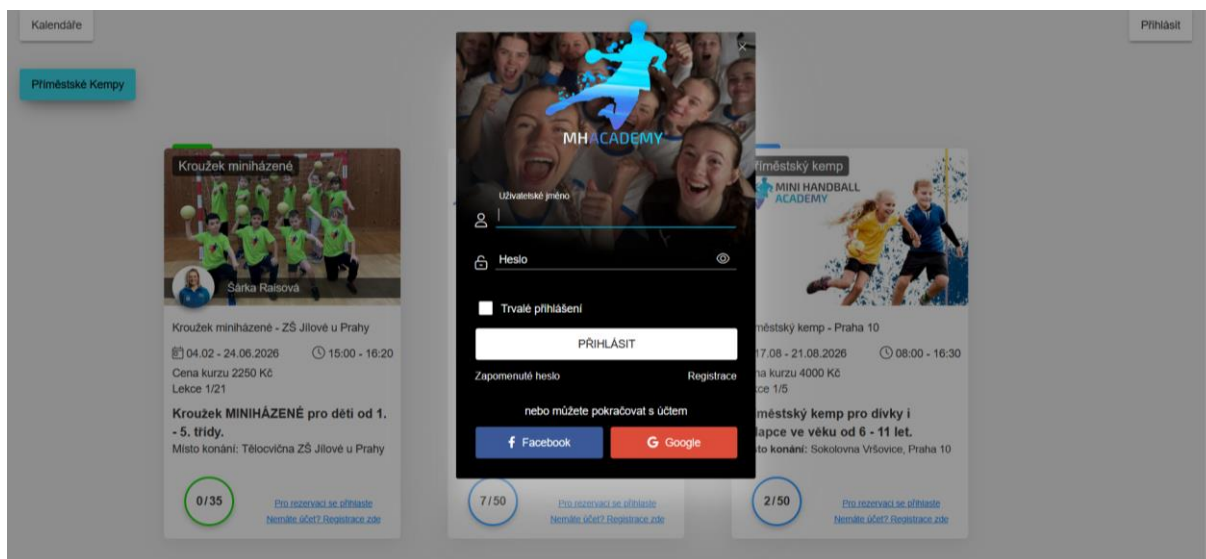 Kalendáře
Přihlásit
Příměstské Kempy
MHACADEMY
Kroužek miniházené
Šárka Raisová
Kroužek miniházené - ZŠ Jílové u Prahy
04.02 - 24.06.2026
15:00 - 16:20
Cena kurzu 2250 Kč
Lekce 1/21
Kroužek MINIHÁZENÉ pro děti od 1.
- 5. třídy.
Místo konání: Tělocvična ZŠ Jílové u Prahy
0/35
Pro rezervaci se přihlaste
Nemáte účet? Registrace zde
Uživatelské jméno
Heslo
Trvalé přihlášení
PŘIHLÁSIT
Zapomenuté heslo
Registrace
nebo můžete pokračovat s účtem
Facebook
Google
7/50
Pro rezervaci se přihlaste
Nemáte účet? Registrace zde
říměstský kemp
MINI HANDBALL
ACADEMY
městský kemp - Praha 10
17.08 - 21.08.2026
08:00 - 16:30
na kurzu 4000 Kč
ce 1/5
městský kemp pro dívky i
lapce ve věku od 6 - 11 let.
to konání: Sokolovna Vršovice, Praha 10
2/50
Pro rezervaci se přihlaste
Nemáte účet? Registrace zde